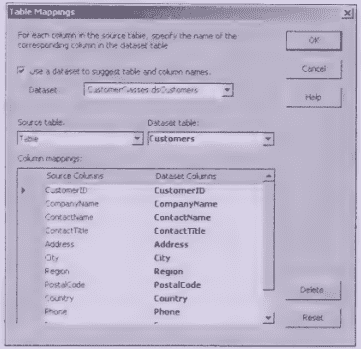 Table Mappings
For each column in the source table, specify the name of the
corresponding column in the dataset table
OK
Use a dataset to suggest table and column names.
Cancel
Dataset
CustomerClasses.dsCustomers
Help
Source table:
Dataset table:
Table
Customers
Column mappings:
Source Columns
Dataset Columns
CustomerID
CustomerID
CompanyName
CompanyName
ContactName
ContactName
ContactTitle
ContactTitle
Address
Address
City
City
Region
Region
PostalCode
PostalCode
Country
Country
Delete
Phone
Phone
Reset